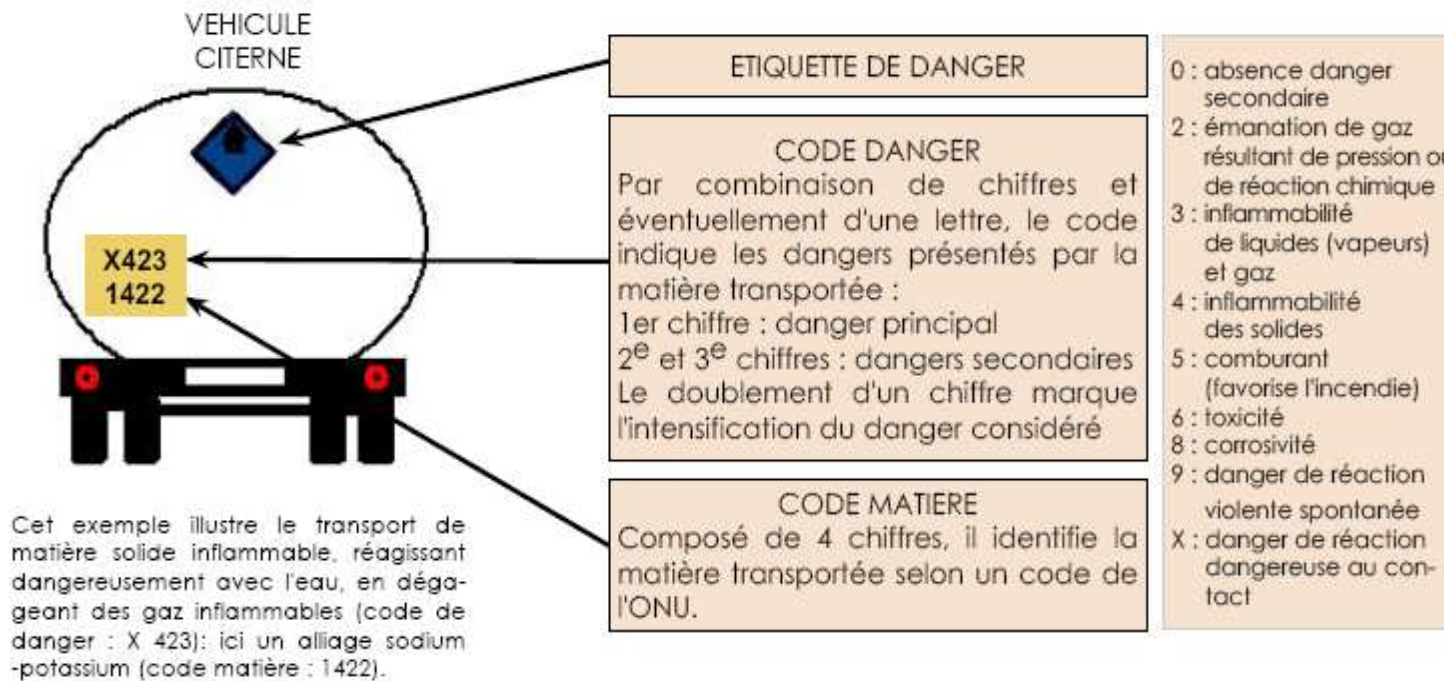 VEHICULE
CITERNE
X423
1422
Cet exemple illustre le transport de
matière solide inflammable, réagissant
dangereusement avec l'eau, en déga-
geant des gaz inflammables (code de
danger : X 423): ici un alliage sodium
-potassium (code matière : 1422).
ETIQUETTE DE DANGER
CODE DANGER
Par combinaison de chiffres et
éventuellement d'une lettre, le code
indique les dangers présentés par la
matière transportée :
1er chiffre : danger principal
2e et 3e chiffres : dangers secondaires
Le doublement d'un chiffre marque
l'intensification du danger considéré
CODE MATIERE
Composé de 4 chiffres, il identifie la
matière transportée selon un code de
l'ONU.
0 : absence danger
secondaire
2 : émanation de gaz
résultant de pression ou
de réaction chimique
3 : inflammabilité
de liquides (vapeurs)
et gaz
4 : inflammabilité
des solides
5 : comburant
(favorise l'incendie)
6 : toxicité
8 : corrosivité
9 : danger de réaction
violente spontanée
X : danger de réaction
dangereuse au con-
tact